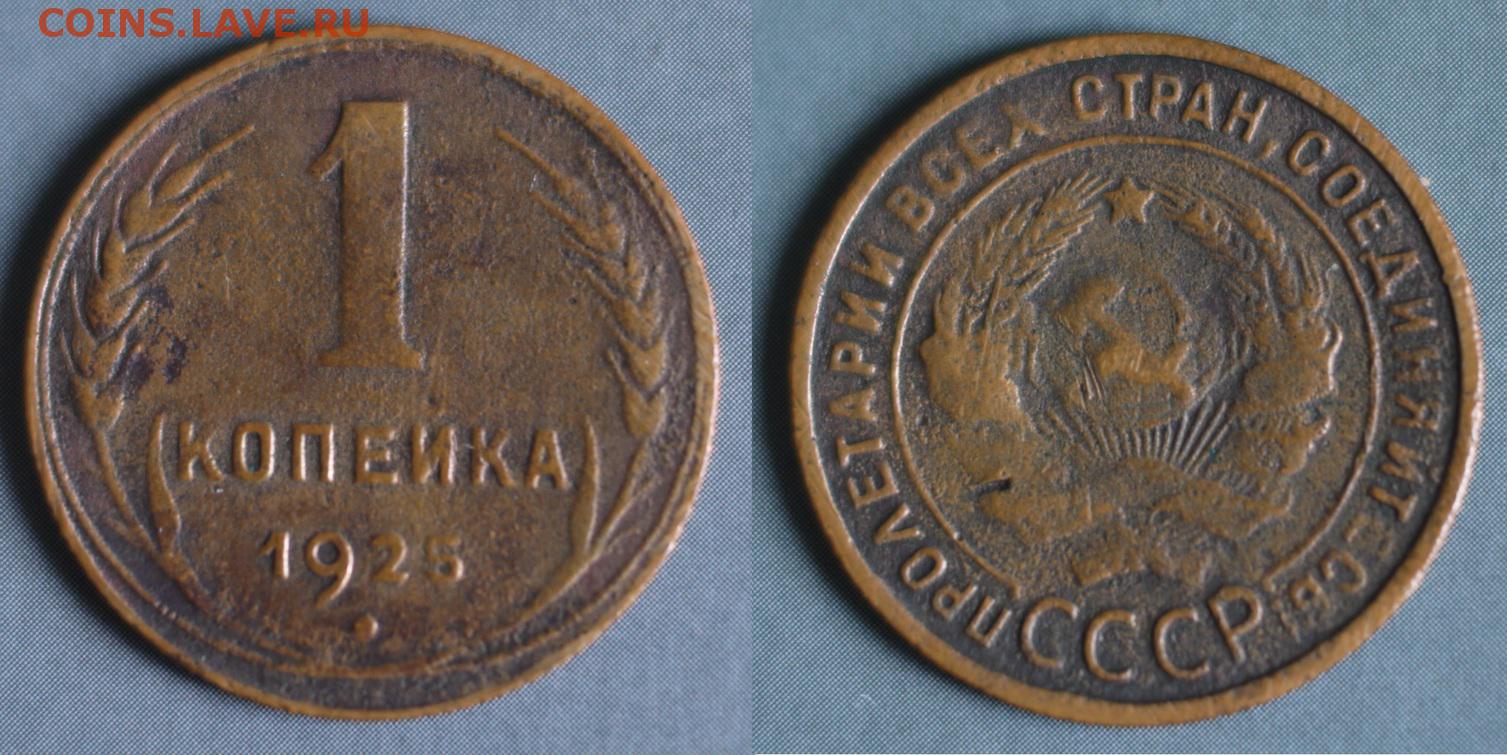 COINS.LAVE.RU
1
КОПЕЙКА
1925
ПРОЛЕТАРИИ ВСЕХ СТРАН, СОЕДИНЯЙТЕСЬ!
СССР